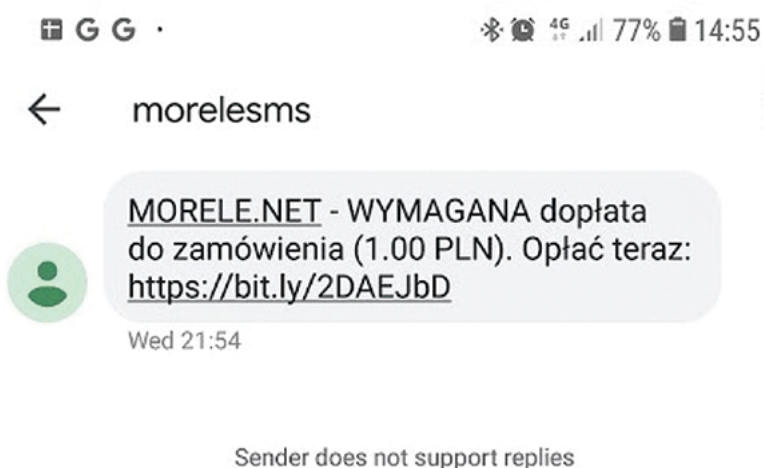 G G
4G 77% 14:55
morelesms
MORELE.NET - WYMAGANA dopłata
do zamówienia (1.00 PLN). Opłać teraz:
https://bit.ly/2DAEJbD
Wed 21:54
Sender does not support replies